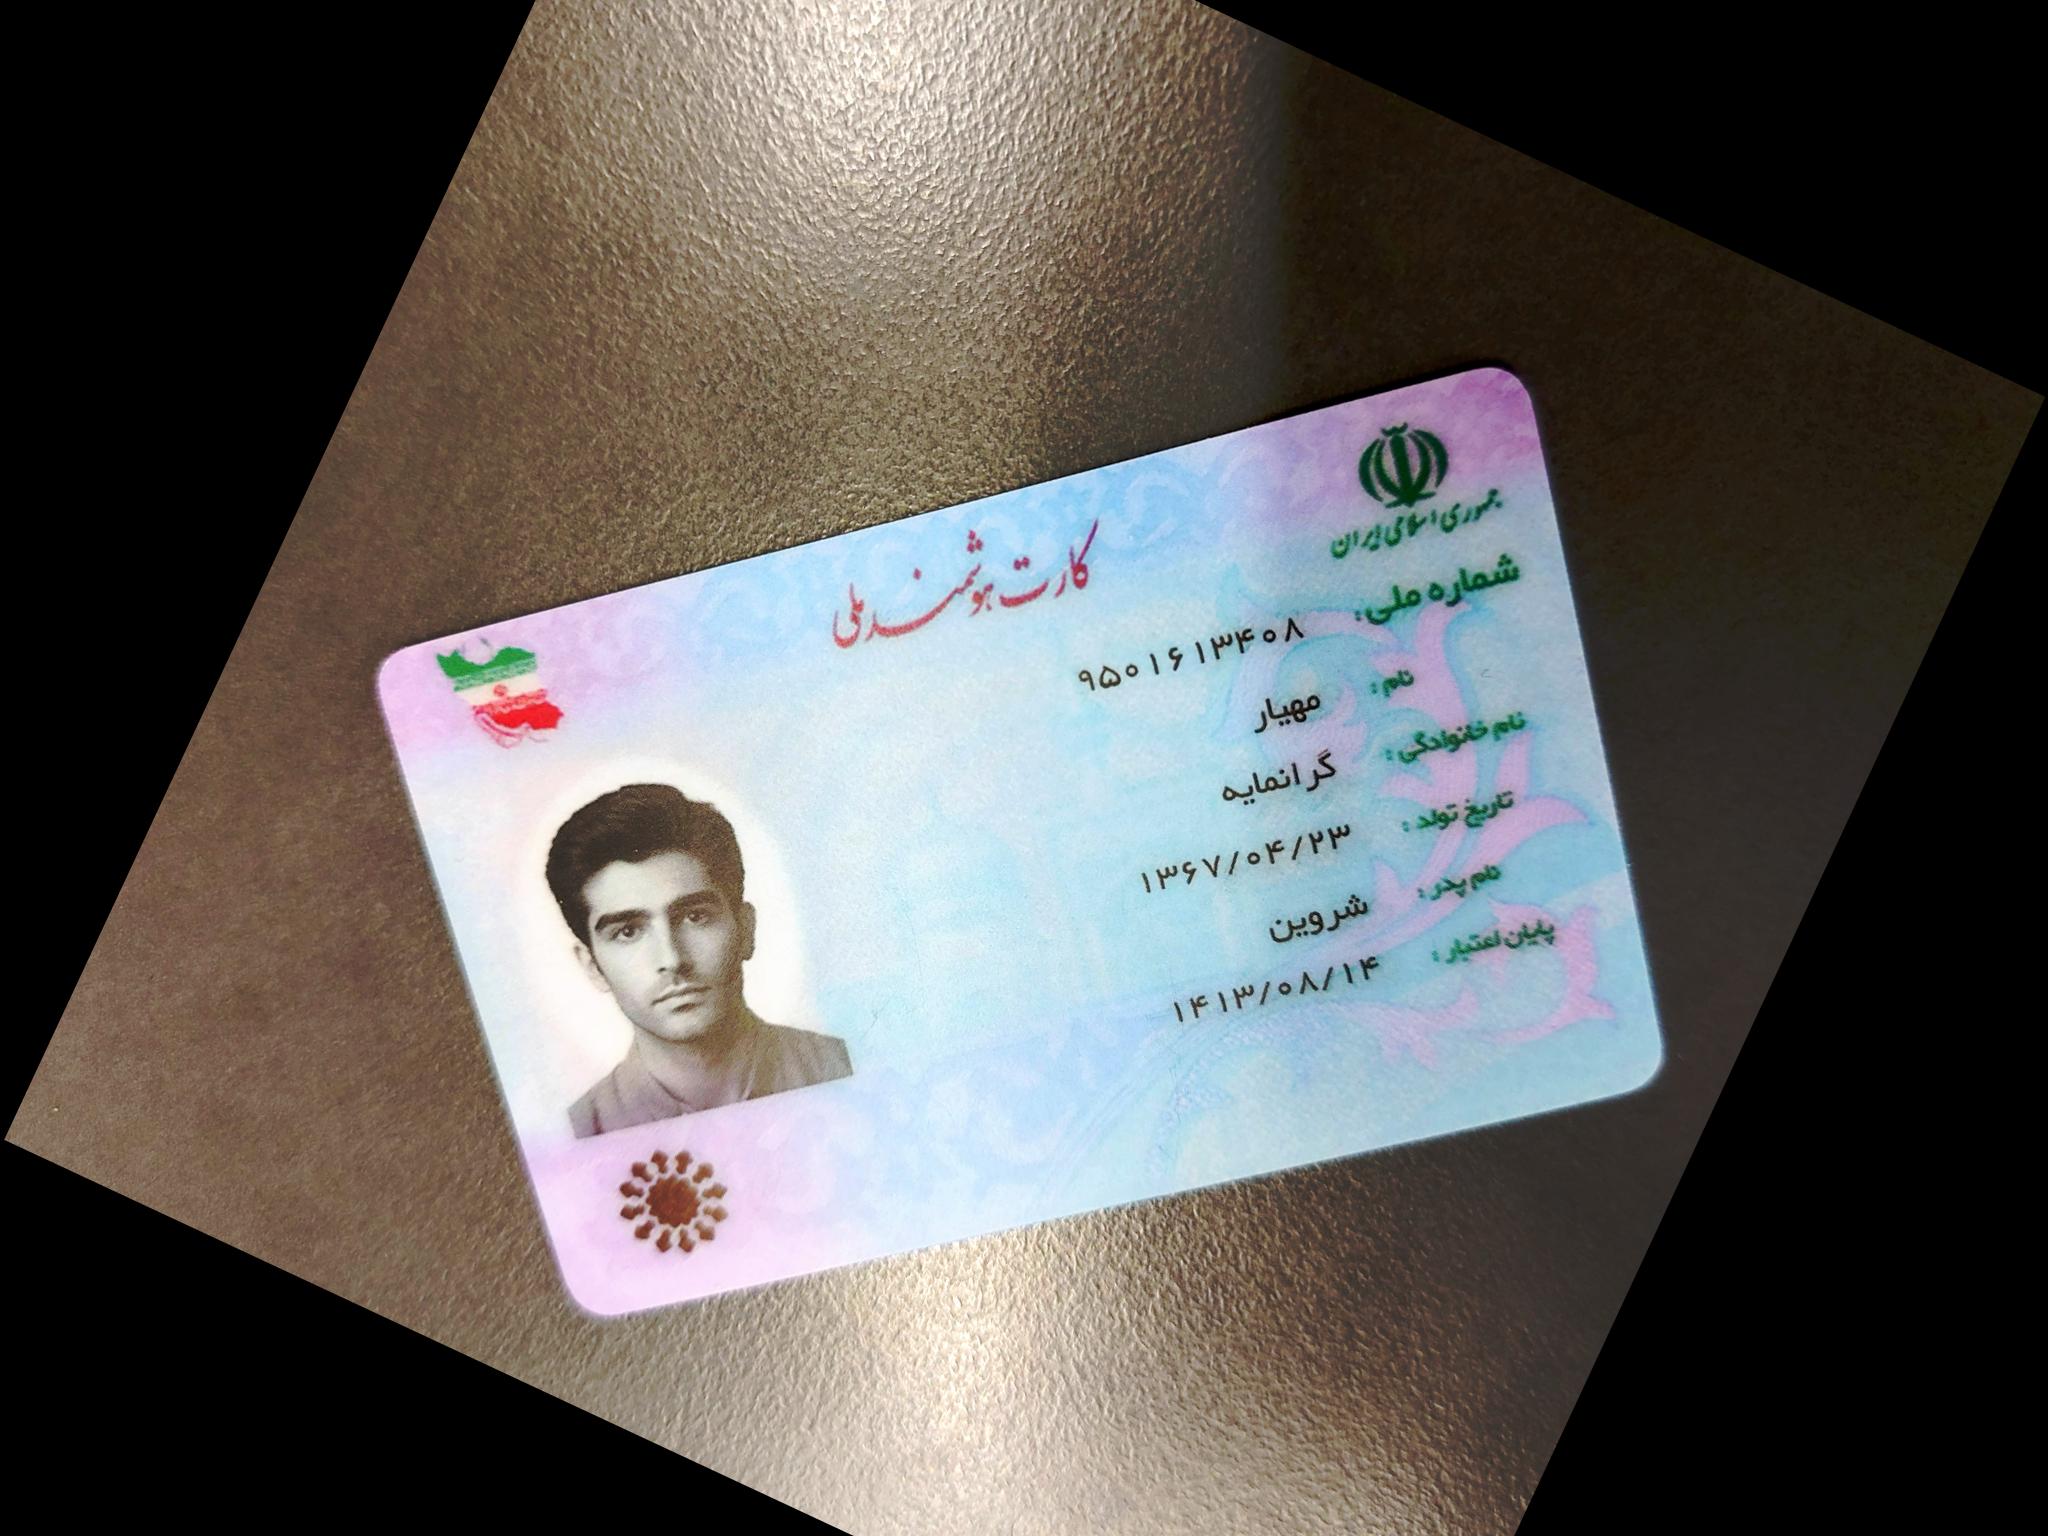 جمهوری اسلامی ایران
کارت هوشمند ملی
شماره ملی: ۹۵۰۱۶۱۳۴۰۸
نام: مهیار
نام خانوادگی: گرانمایه
تاریخ تولد: ۱۳۶۷/۰۴/۲۳
نام پدر: شروین
پایان اعتبار: ۱۴۱۳/۰۸/۱۴